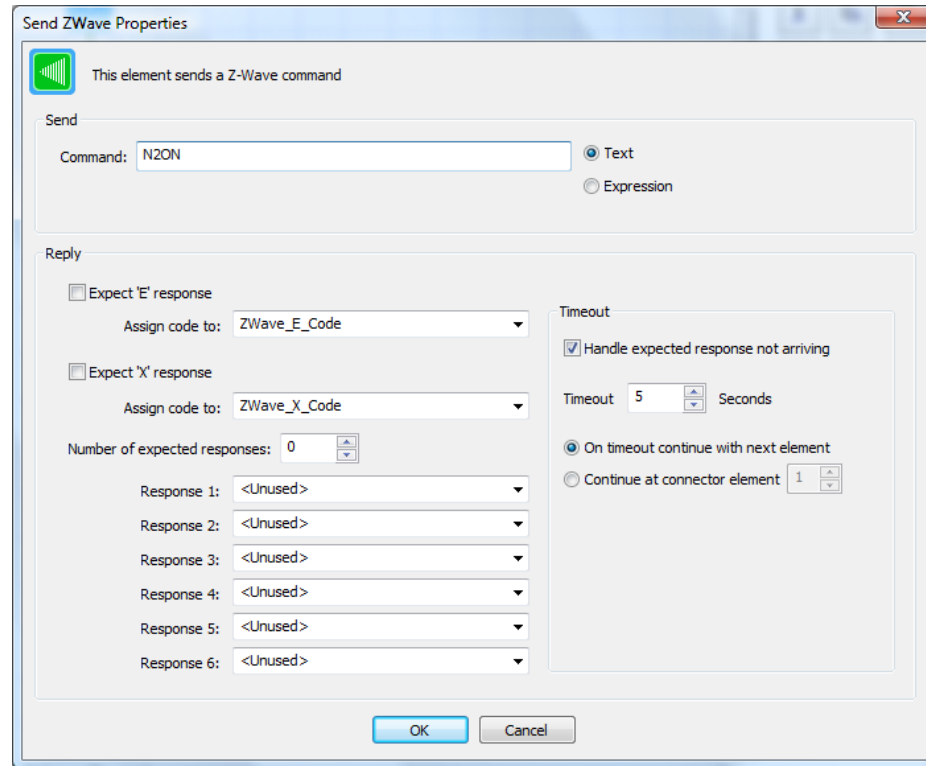 Send ZWave Properties
This element sends a Z-Wave command
Send
Command: N2ON
Text
Expression
Reply
Expect 'E' response
Assign code to: ZWave_E_Code
Expect 'X' response
Assign code to: ZWave_X_Code
Number of expected responses: 0
Response 1: <Unused>
Response 2: <Unused>
Response 3: <Unused>
Response 4: <Unused>
Response 5: <Unused>
Response 6: <Unused>
Timeout
Handle expected response not arriving
Timeout 5 Seconds
On timeout continue with next element
Continue at connector element 1
OK Cancel